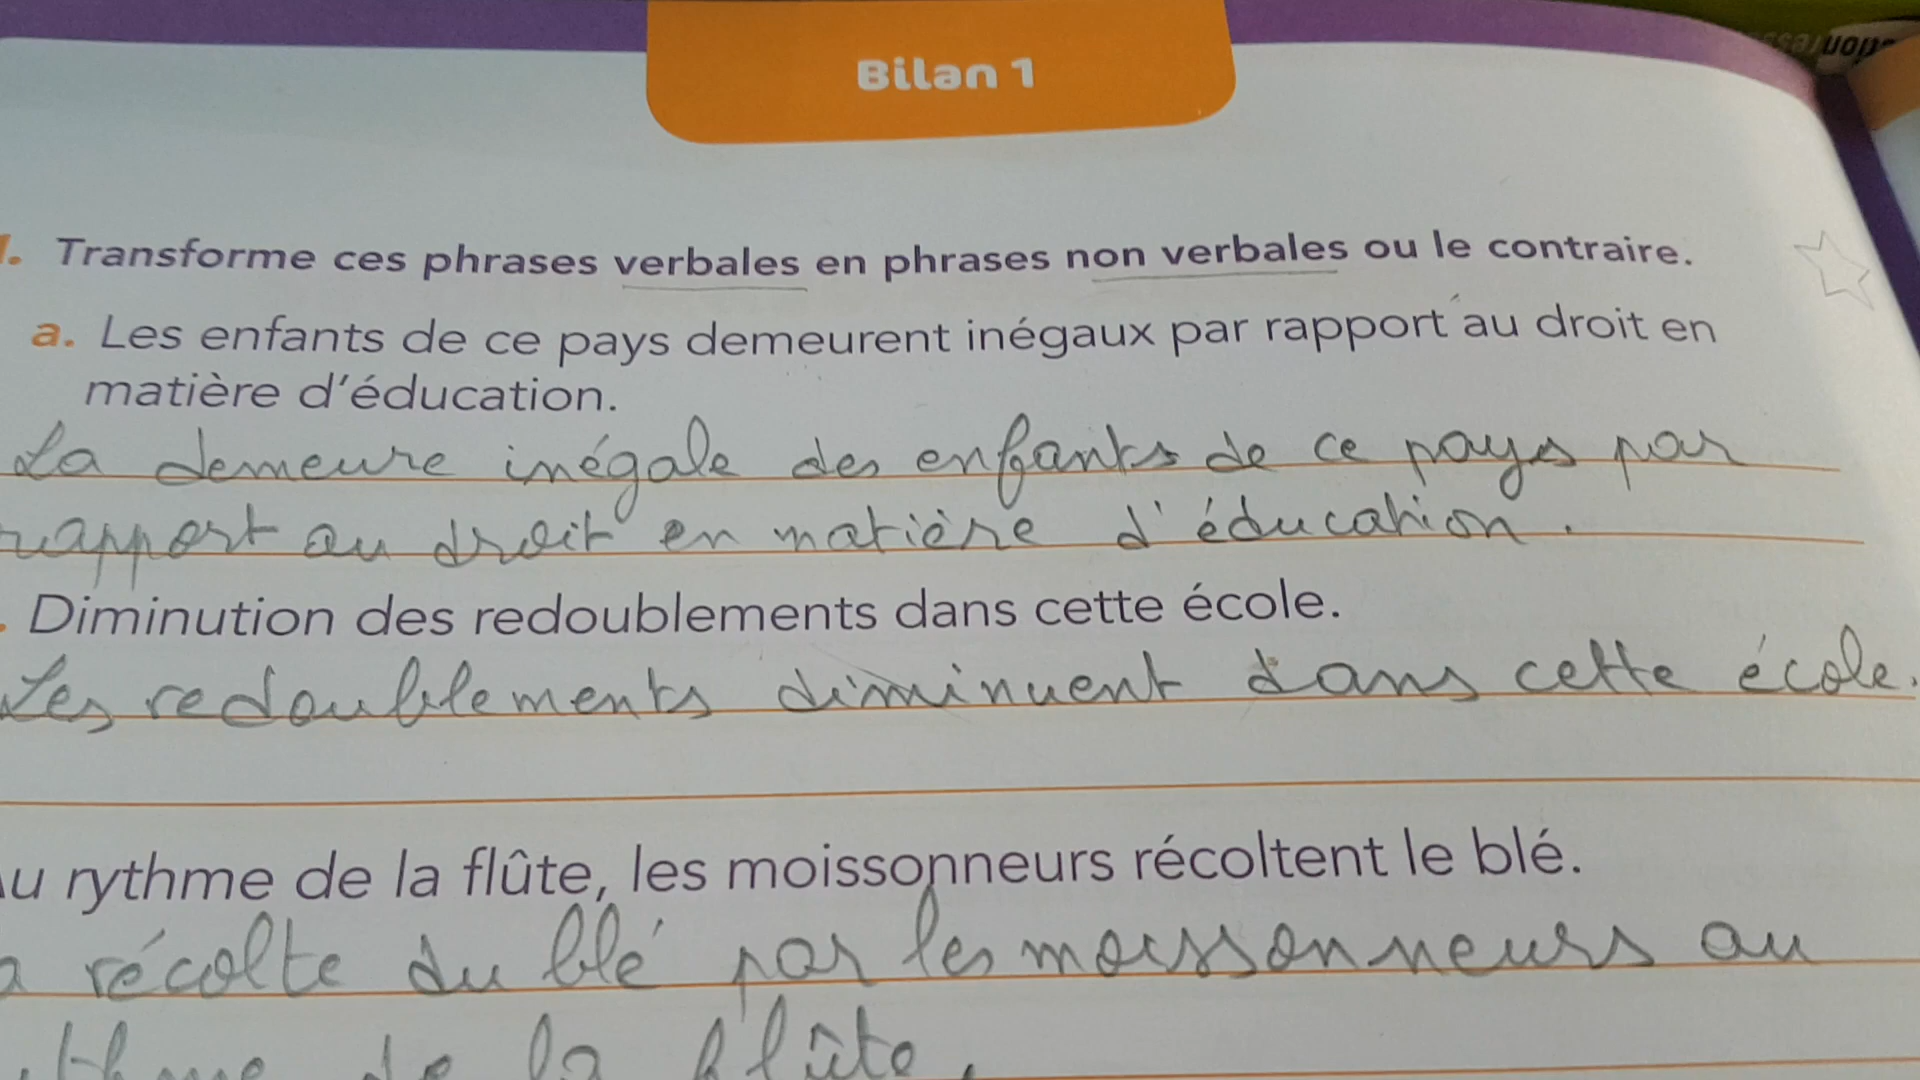 Bilan 1
1. Transforme ces phrases verbales en phrases non verbales ou le contraire.
a. Les enfants de ce pays demeurent inégaux par rapport au droit en
matière d'éducation.
La demeure inégale des enfants de ce pays par
rapport au droit en matière d'éducation.
. Diminution des redoublements dans cette école.
Les redoublements diminuent dans cette école.
Au rythme de la flûte, les moissonneurs récoltent le blé.
récolte du blé par les moissonneurs au
de la flûte.